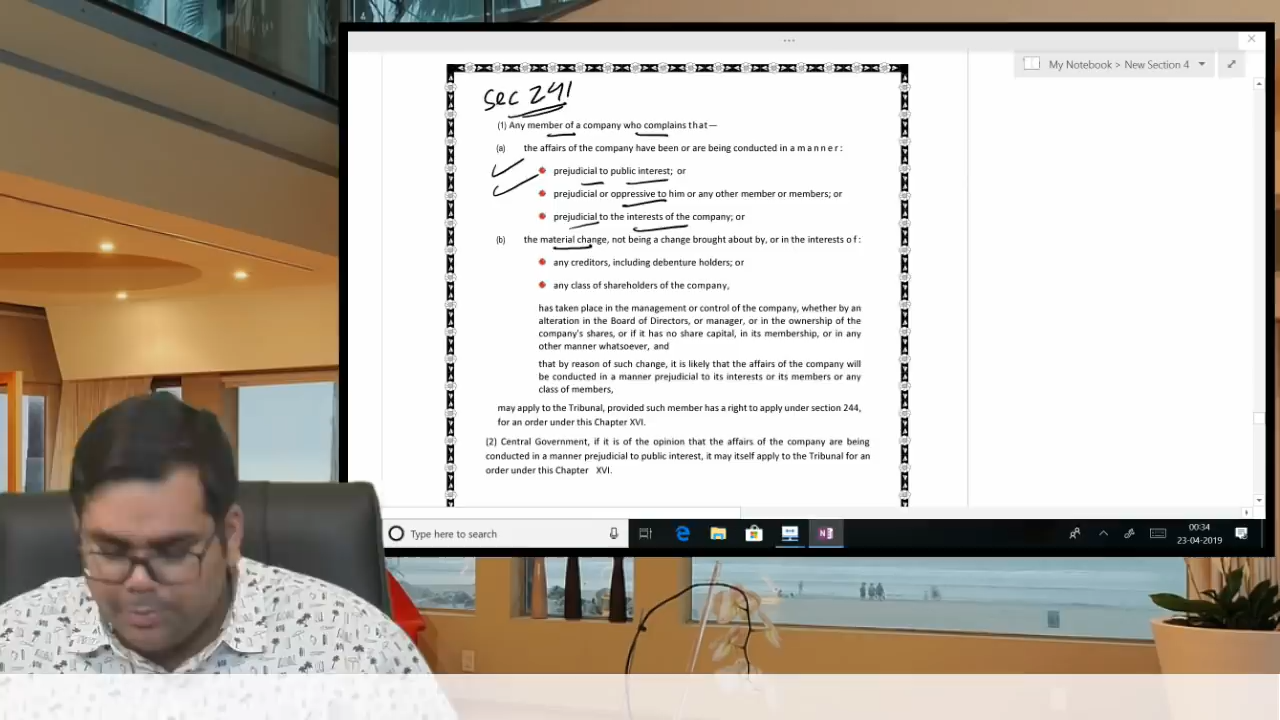 My Notebook > New Section 4
Sec 241
(1) Any member of a company who complains that—
(a) the affairs of the company have been or are being conducted in a m a n n e r :
prejudicial to public interest; or
prejudicial or oppressive to him or any other member or members; or
prejudicial to the interests of the company; or
(b) the material change, not being a change brought about by, or in the interests o f :
any creditors, including debenture holders; or
any class of shareholders of the company,
has taken place in the management or control of the company, whether by an
alteration in the Board of Directors, or manager, or in the ownership of the
company's shares, or if it has no share capital, in its membership, or in any
other manner whatsoever, and
that by reason of such change, it is likely that the affairs of the company will
be conducted in a manner prejudicial to its interests or its members or any
class of members,
may apply to the Tribunal, provided such member has a right to apply under section 244,
for an order under this Chapter XVI.
(2) Central Government, if it is of the opinion that the affairs of the company are being
conducted in a manner prejudicial to public interest, it may itself apply to the Tribunal for an
order under this Chapter XVI.
Type here to search
00:34
23-04-2019